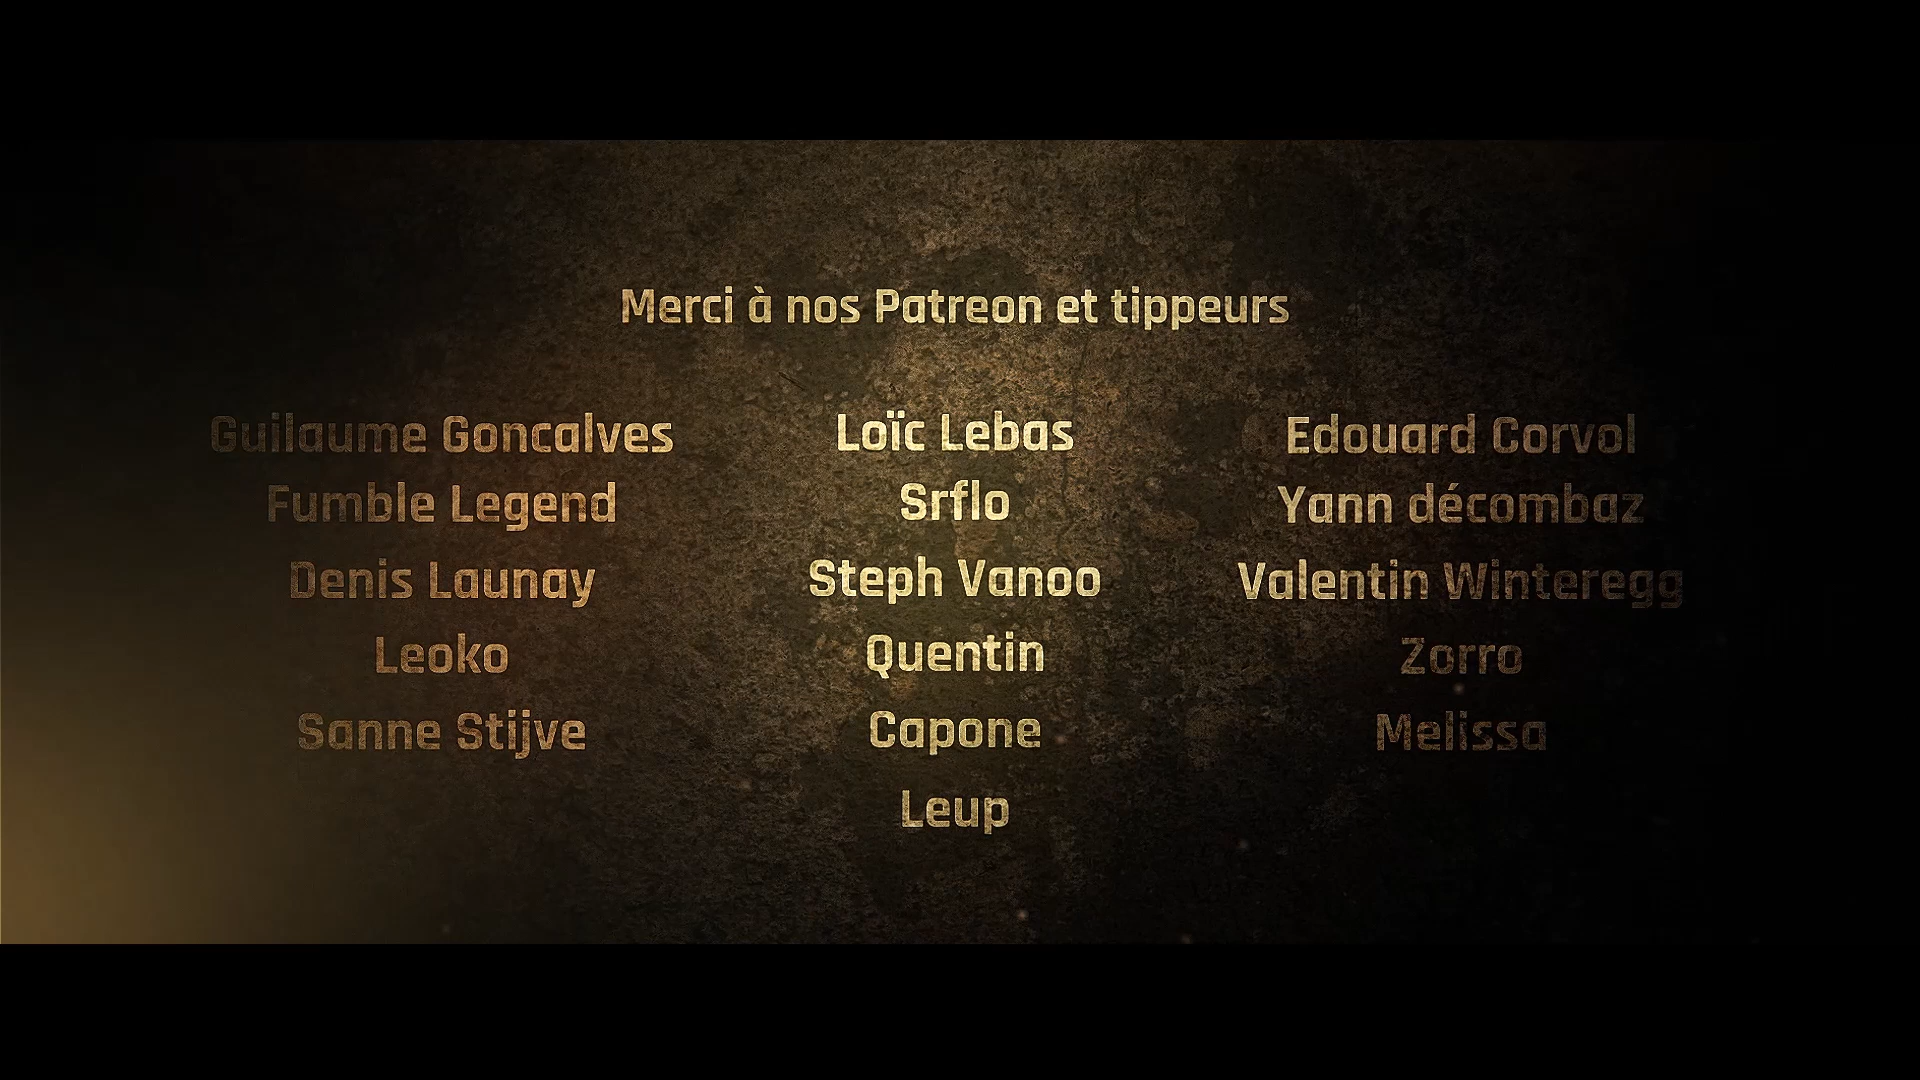 Merci à nos Patreon et tippeurs
Guilaume Goncalves
Loïc Lebas
Edouard Corvol
Fumble Legend
Srflo
Yann décombaz
Denis Launay
Steph Vanoo
Valentin Winteregg
Leoko
Quentin
Zorro
Sanne Stijve
Capone
Melissa
Leup